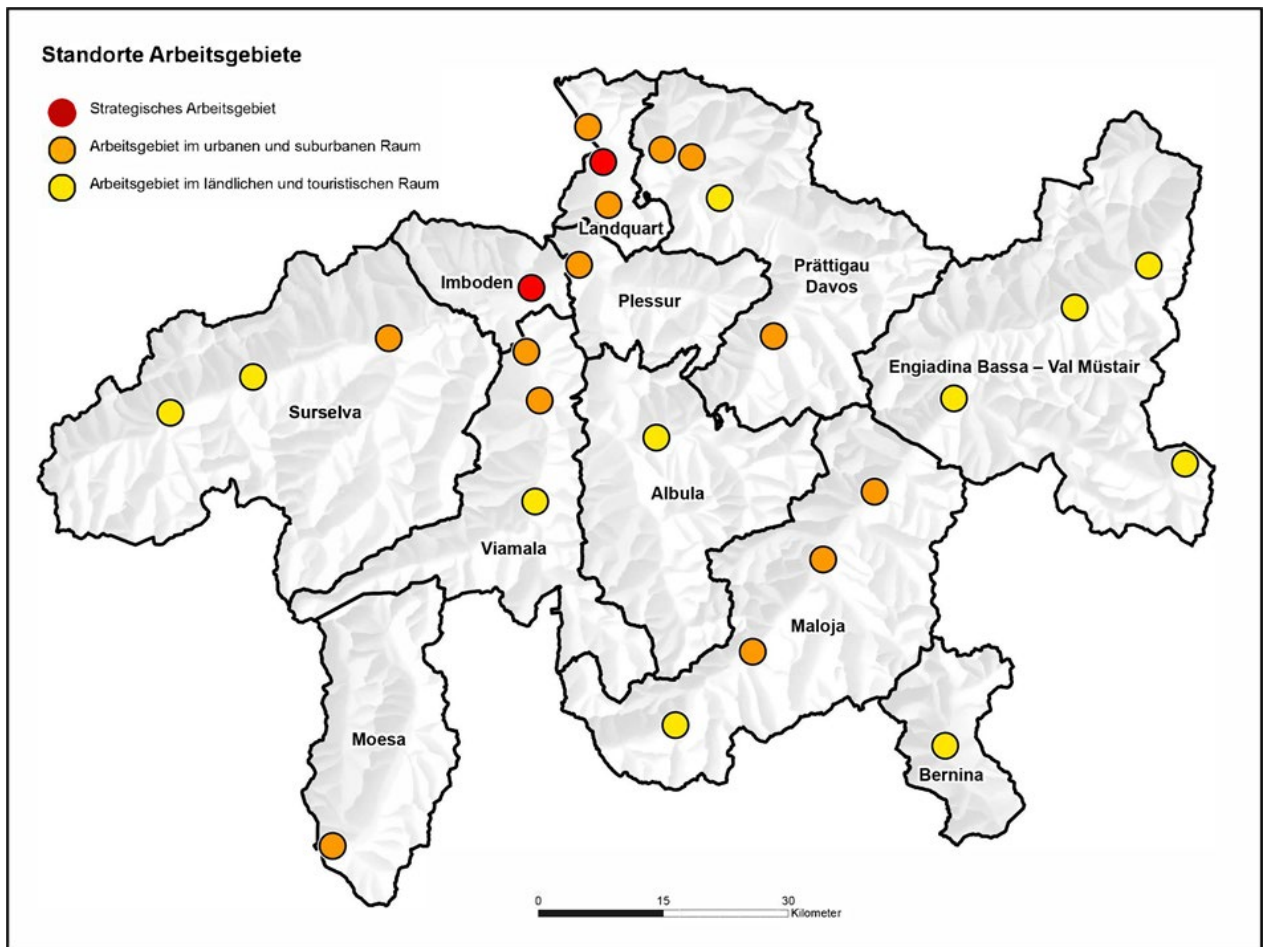 Standorte Arbeitsgebiete
Strategisches Arbeitsgebiet
Arbeitsgebiet im urbanen und suburbanen Raum
Arbeitsgebiet im ländlichen und touristischen Raum
Landquart
Imboden
Plessur
Prättigau
Davos
Engiadina Bassa – Val Müstair
Surselva
Albula
Viamala
Maloja
Moesa
Bernina
0 15 30
Kilometer